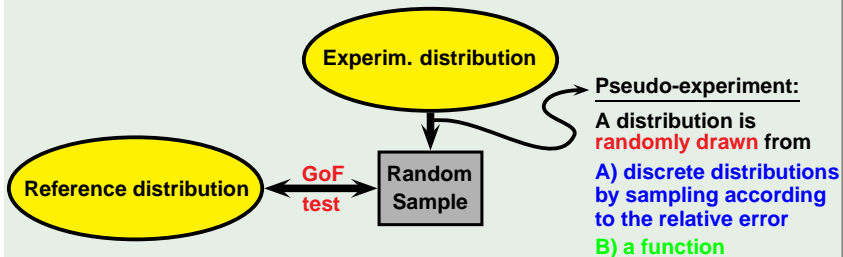 Experim. distribution
Pseudo-experiment:
A distribution is
randomly drawn from
A) discrete distributions
by sampling according
to the relative error
B) a function
Reference distribution
GoF
test
Random
Sample